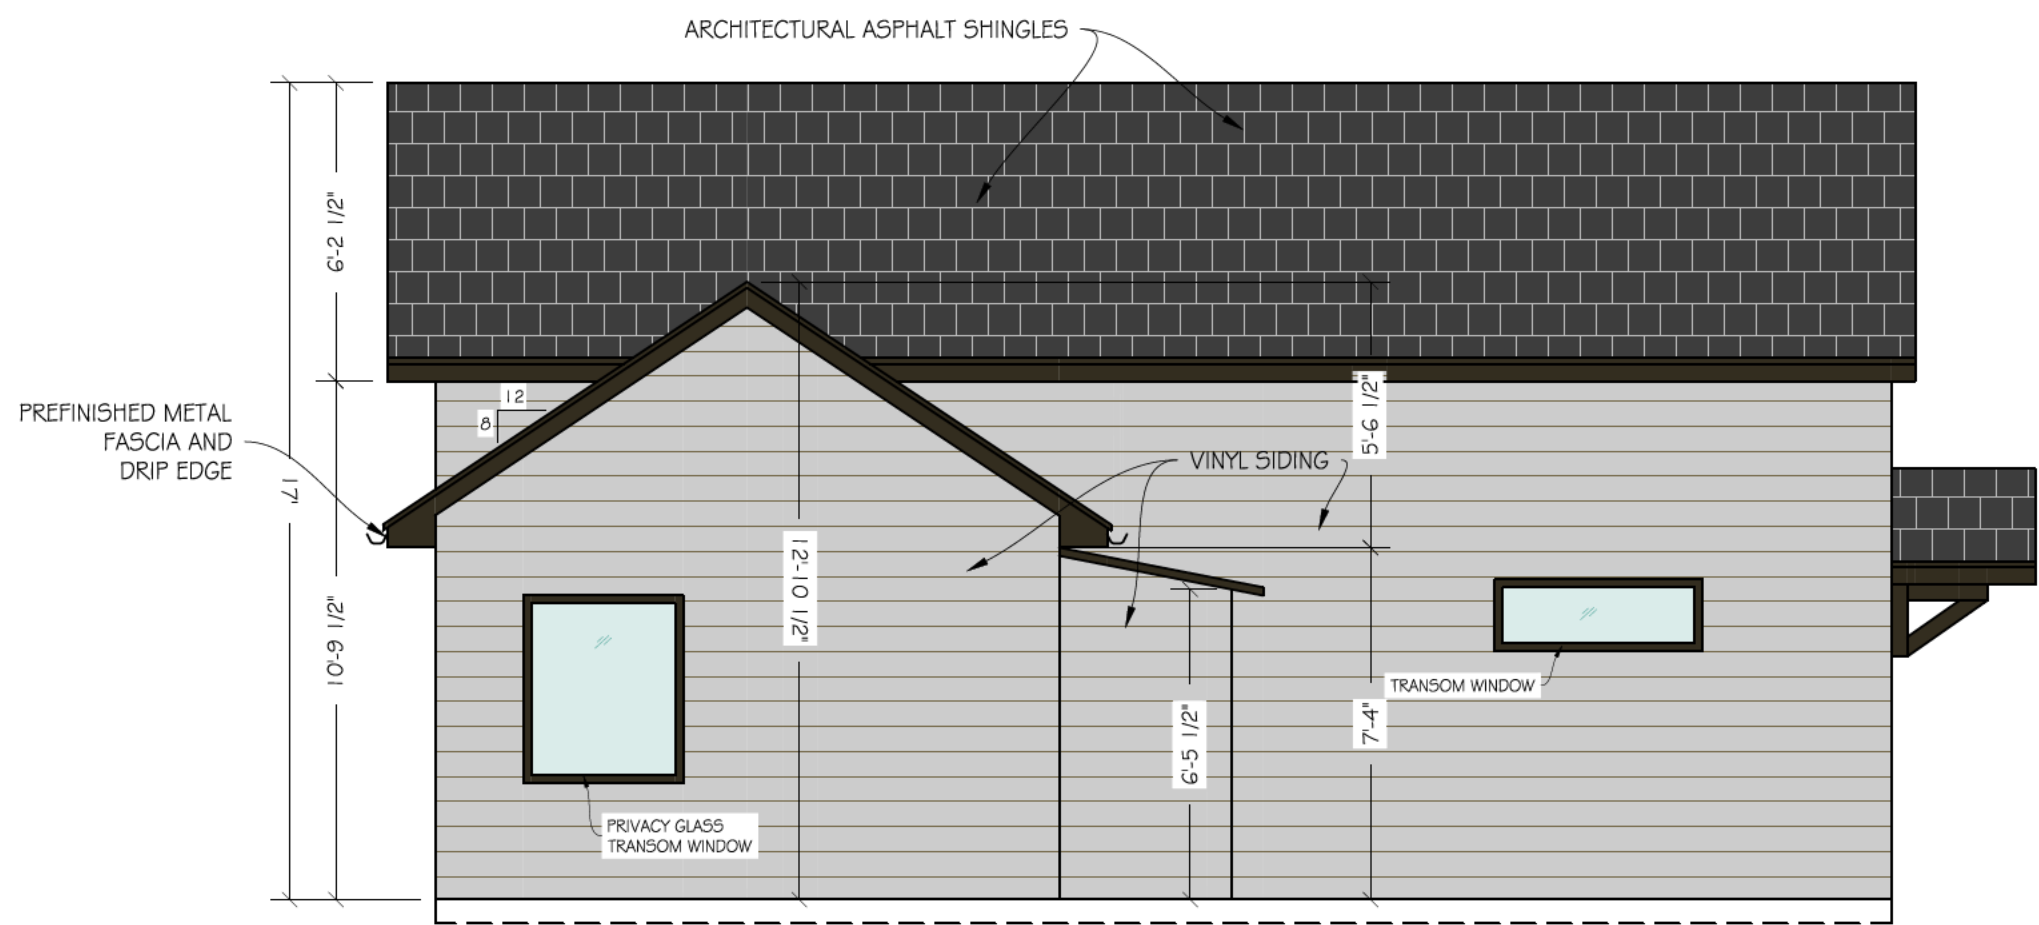 ARCHITECTURAL ASPHALT SHINGLES
6'-2 1/2"
12
8
PREFINISHED METAL
FASCIA AND
DRIP EDGE
17'
5'-6 1/2"
VINYL SIDING
12'-10 1/2"
10'-9 1/2"
TRANSOM WINDOW
7'-4"
6'-5 1/2"
PRIVACY GLASS
TRANSOM WINDOW